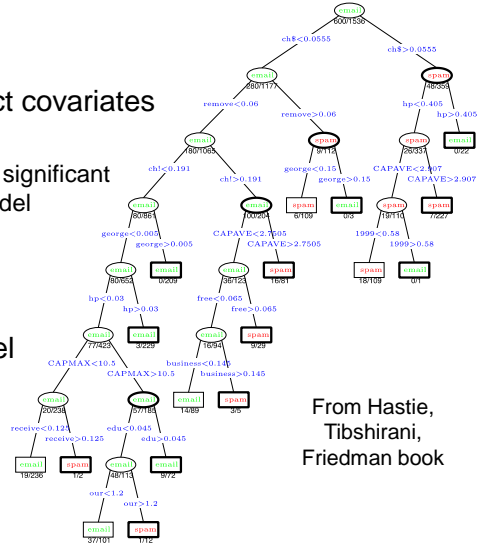 email
600/1536
ch$<0.0555
ch$>0.0555
email
280/1177
spam
48/359
ct covariates
remove<0.06
remove>0.06
hp<0.405
hp>0.405
email
180/1065
spam
9/112
spam
26/337
email
0/22
significant
del
ch!<0.191
ch!>0.191
george<0.15
george>0.15
CAPAVE<2.907
CAPAVE>2.907
email
80/861
email
100/204
spam
6/109
email
0/3
spam
19/110
spam
7/227
george<0.005
george>0.005
CAPAVE<2.7505
CAPAVE>2.7505
1999<0.58
1999>0.58
email
80/652
email
0/209
email
36/123
spam
16/81
spam
18/109
email
0/1
hp<0.03
hp>0.03
free<0.065
free>0.065
email
77/423
email
3/229
email
16/94
spam
9/29
el
CAPMAX<10.5
CAPMAX>10.5
business<0.145
business>0.145
email
20/238
email
57/185
email
14/89
spam
3/5
receive<0.125
receive>0.125
edu<0.045
edu>0.045
email
19/236
spam
1/2
email
48/113
email
9/72
our<1.2
our>1.2
email
37/101
spam
1/12
From Hastie,
Tibshirani,
Friedman book